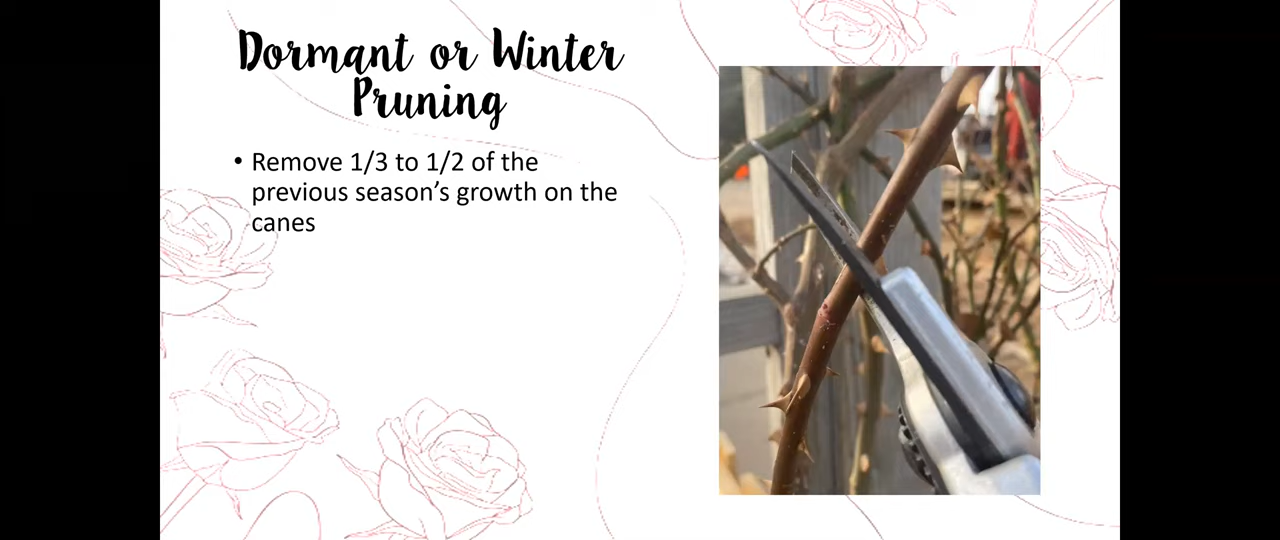 Dormant or Winter
Pruning
• Remove 1/3 to 1/2 of the
previous season’s growth on the
canes